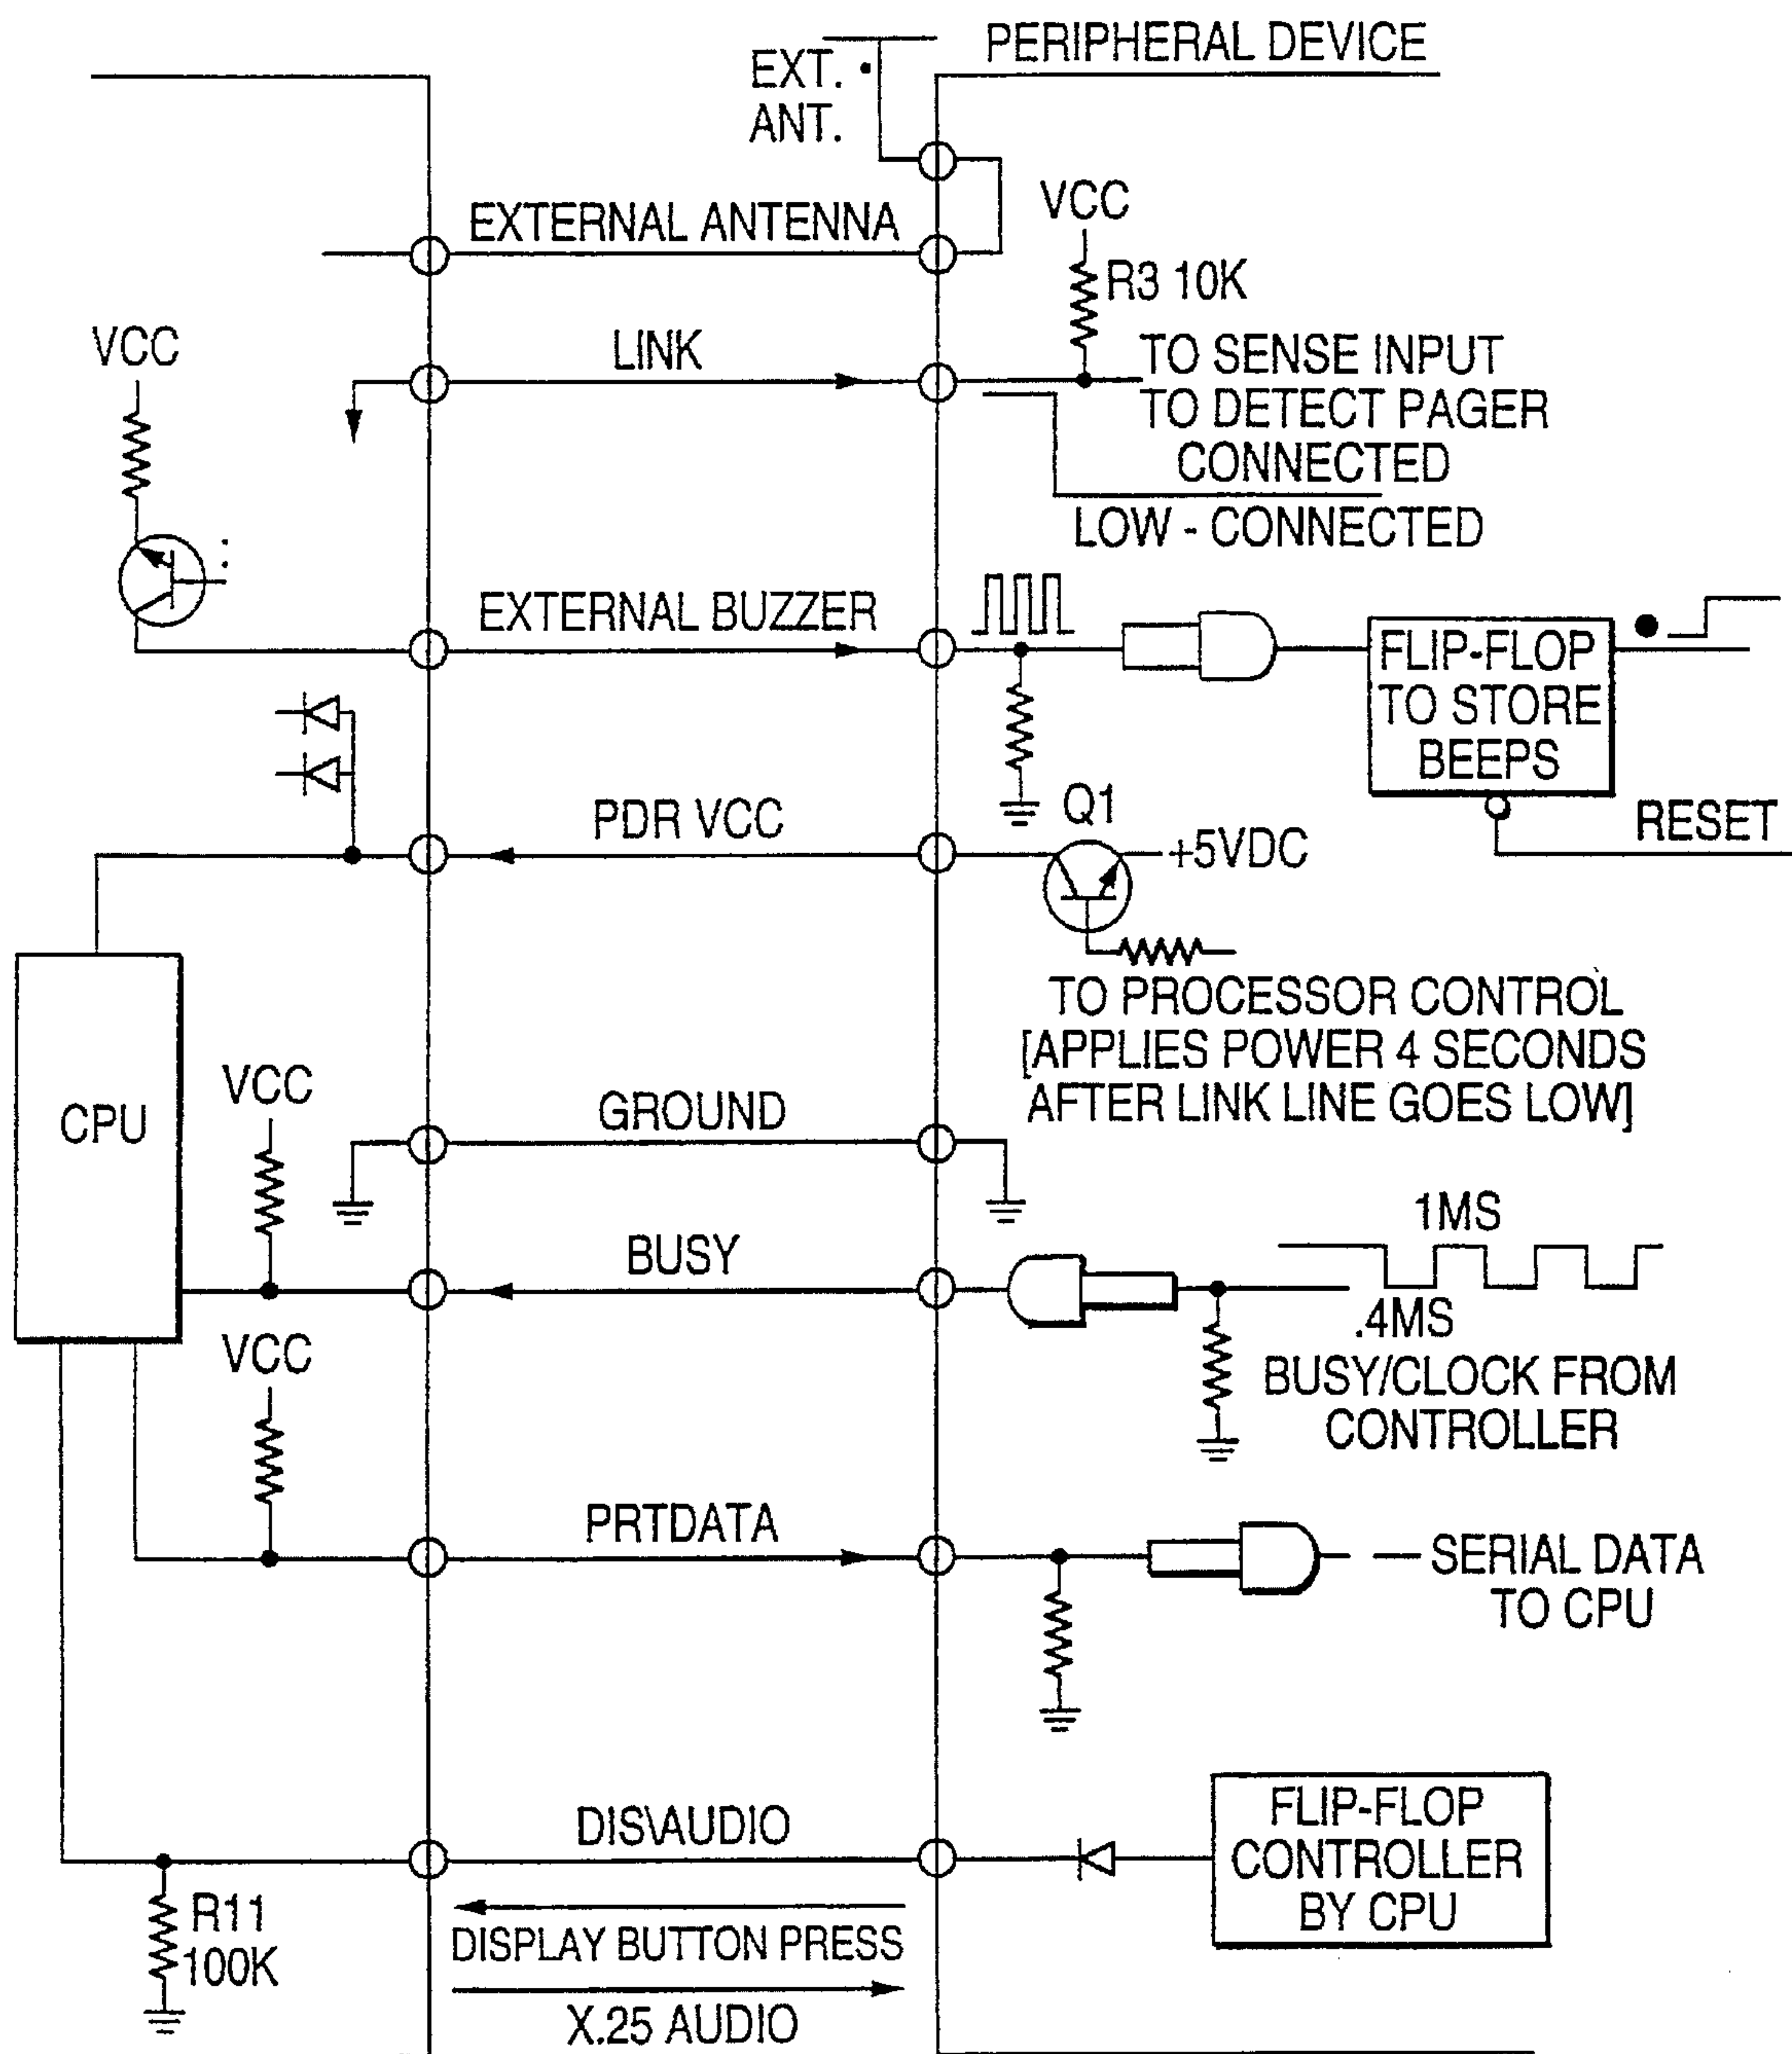 PERIPHERAL DEVICE
EXT.
ANT.
EXTERNAL ANTENNA
VCC
R3 10K
VCC
LINK
TO SENSE INPUT
TO DETECT PAGER
CONNECTED
LOW - CONNECTED
EXTERNAL BUZZER
FLIP-FLOP
TO STORE
BEEPS
RESET
PDR VCC
Q1
+5VDC
TO PROCESSOR CONTROL
[APPLIES POWER 4 SECONDS
AFTER LINK LINE GOES LOW]
CPU
VCC
GROUND
BUSY
1MS
.4MS
BUSY/CLOCK FROM
CONTROLLER
VCC
PRTDATA
SERIAL DATA
TO CPU
DIS\AUDIO
FLIP-FLOP
CONTROLLER
BY CPU
R11
100K
DISPLAY BUTTON PRESS
X.25 AUDIO